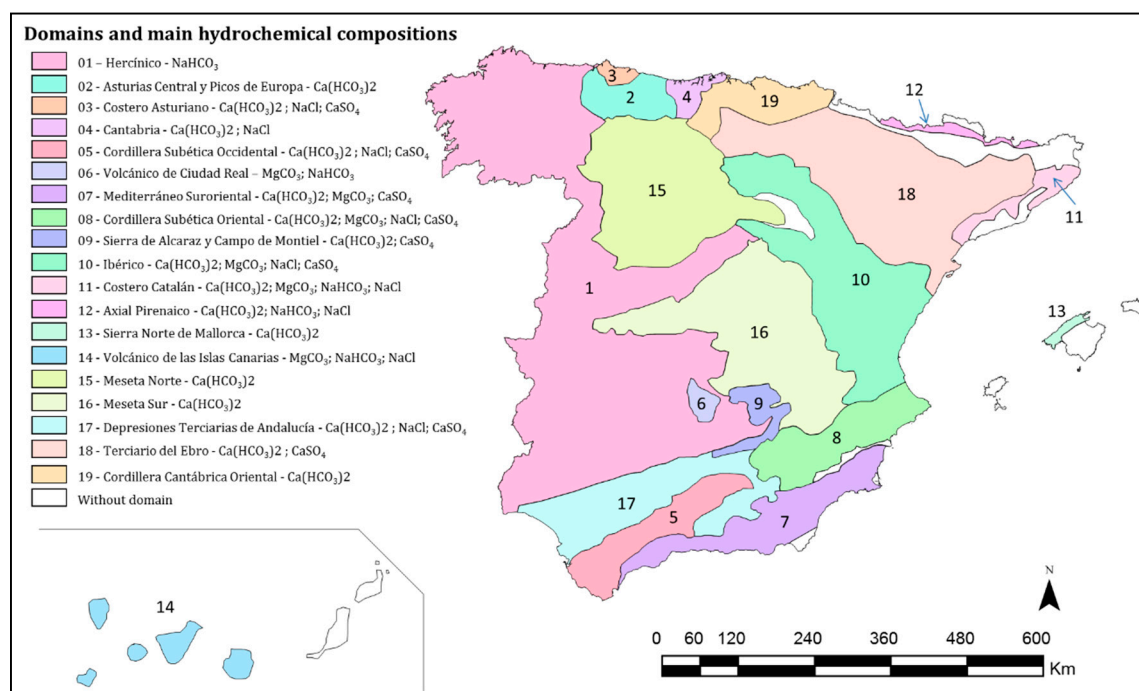 Domains and main hydrochemical compositions
01 – Hercínico - NaHCO₃
02 - Asturias Central y Picos de Europa - Ca(HCO₃)2
03 - Costero Asturiano - Ca(HCO₃)2 ; NaCl; CaSO₄
04 - Cantabria - Ca(HCO₃)2 ; NaCl
05 - Cordillera Subética Occidental - Ca(HCO₃)2 ; NaCl; CaSO₄
06 - Volcánico de Ciudad Real – MgCO₃; NaHCO₃
07 - Mediterráneo Suroriental - Ca(HCO₃)2; MgCO₃; CaSO₄
08 - Cordillera Subética Oriental - Ca(HCO₃)2; MgCO₃; NaCl; CaSO₄
09 - Sierra de Alcaraz y Campo de Montiel - Ca(HCO₃)2; CaSO₄
10 - Ibérico - Ca(HCO₃)2; MgCO₃; NaCl; CaSO₄
11 - Costero Catalán - Ca(HCO₃)2; MgCO₃; NaHCO₃; NaCl
12 - Axial Pirenaico - Ca(HCO₃)2; NaHCO₃; NaCl
13 - Sierra Norte de Mallorca - Ca(HCO₃)2
14 - Volcánico de las Islas Canarias - MgCO₃; NaHCO₃; NaCl
15 - Meseta Norte - Ca(HCO₃)2
16 - Meseta Sur - Ca(HCO₃)2
17 - Depresiones Terciarias de Andalucía - Ca(HCO₃)2 ; NaCl; CaSO₄
18 - Terciario del Ebro - Ca(HCO₃)2 ; CaSO₄
19 - Cordillera Cantábrica Oriental - Ca(HCO₃)2
Without domain
3
2
4
19
12
15
18
11
10
1
13
16
6
9
8
17
5
7
14
N
0 60 120 240 360 480 600
Km